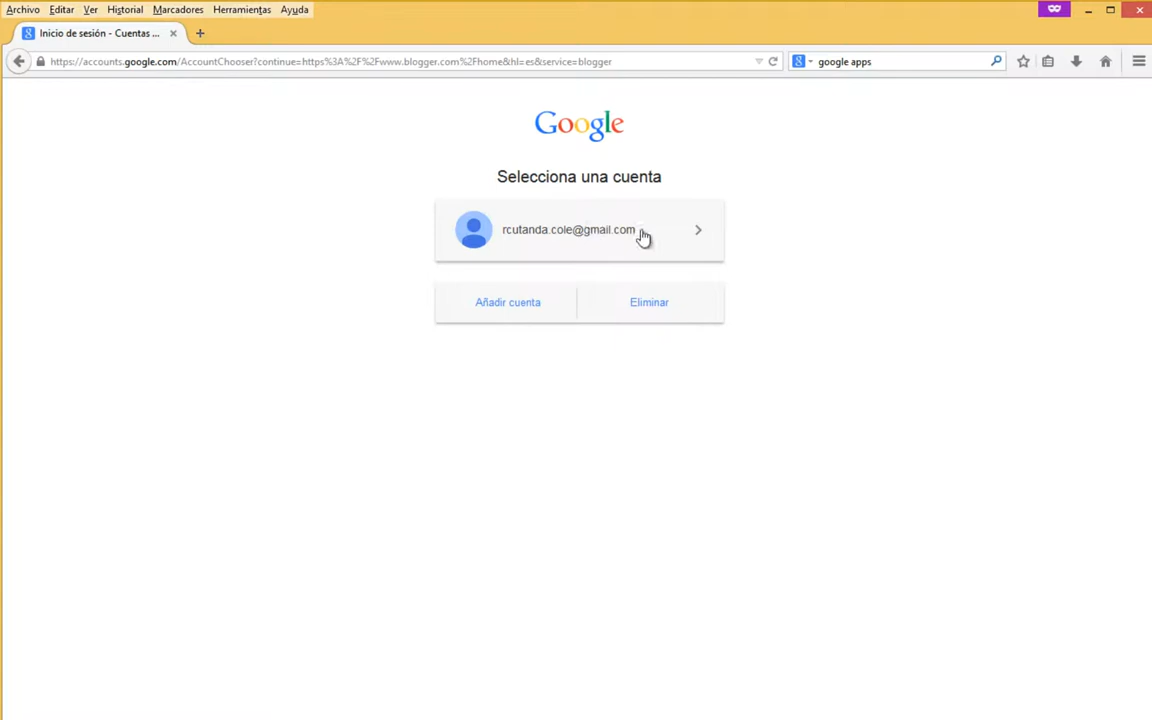 Archivo Editar Ver Historial Marcadores Herramientas Ayuda
Inicio de sesión - Cuentas ...
https://accounts.google.com/AccountChooser?continue=https%3A%2F%2Fwww.blogger.com%2Fhome&hl=es&service=blogger
google apps
Google
Selecciona una cuenta
rcutanda.cole@gmail.com
Añadir cuenta
Eliminar